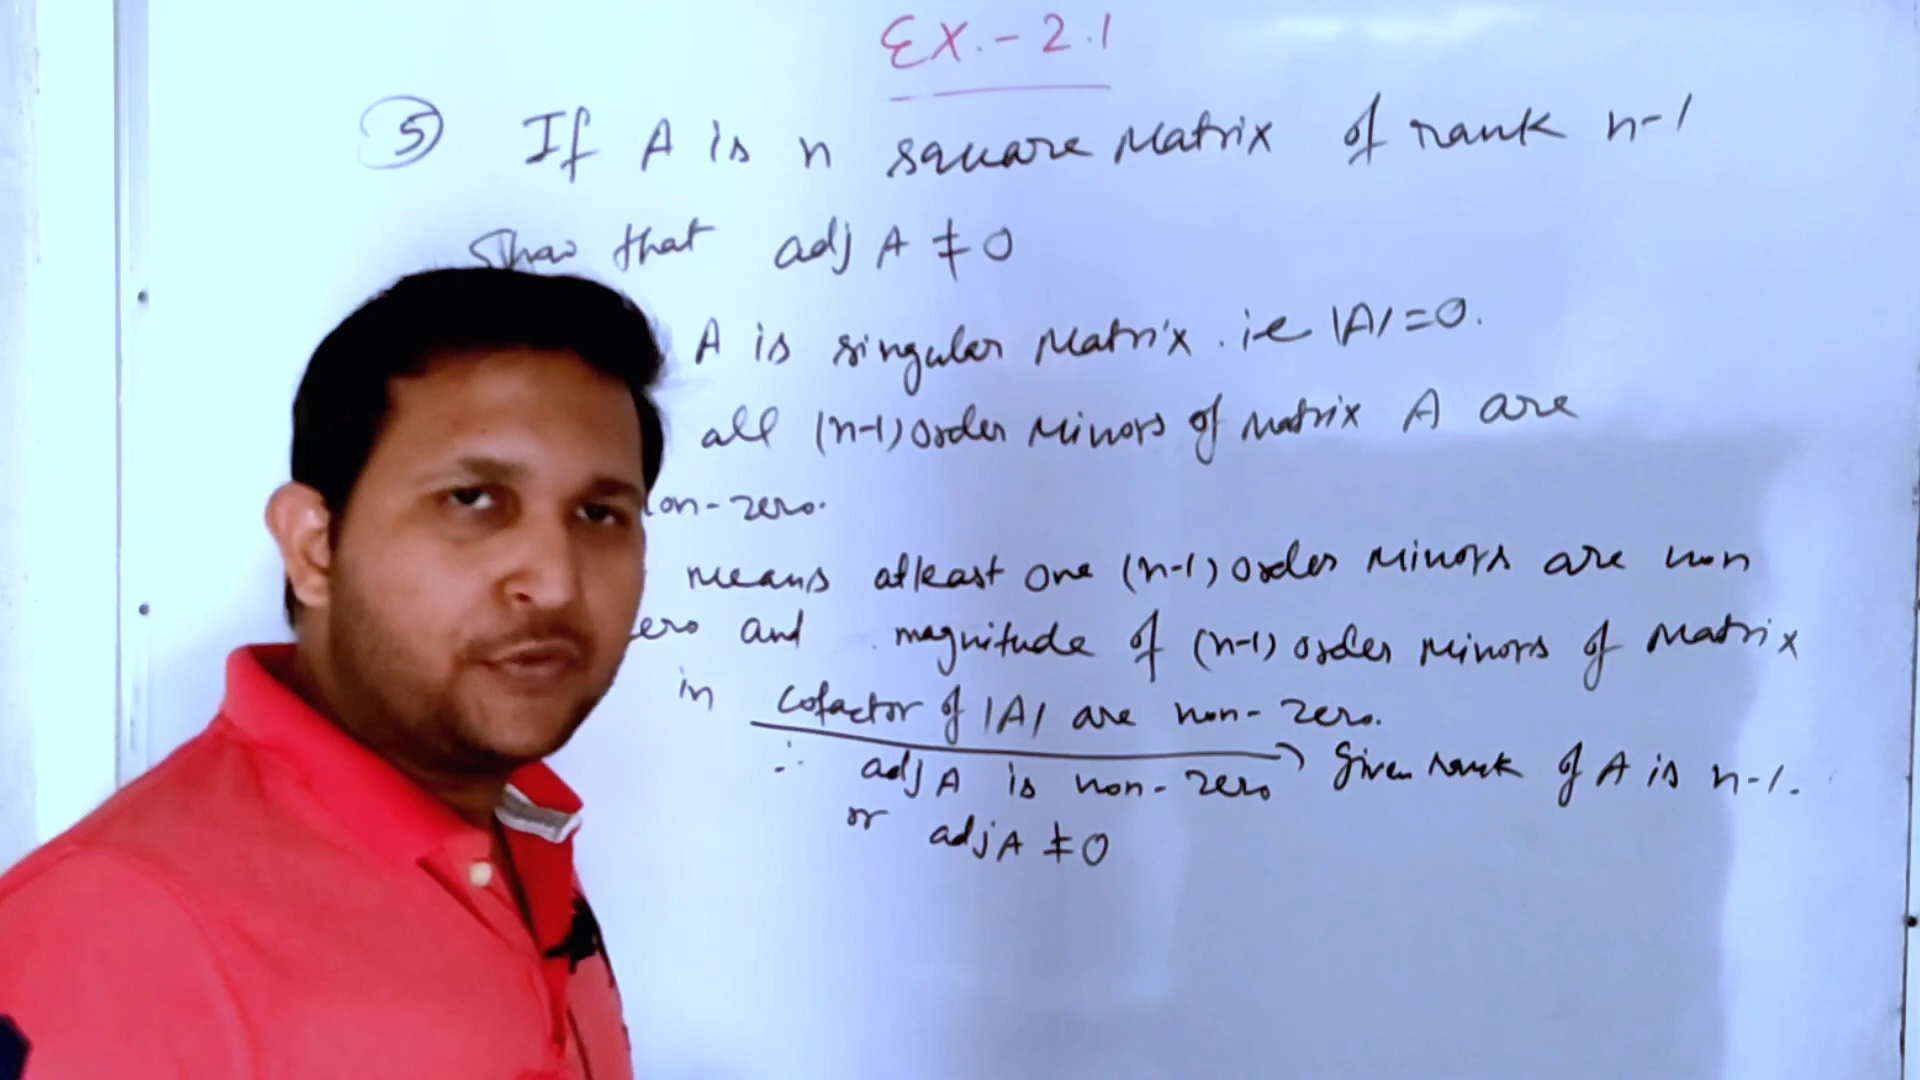 Ex.-2.1
5 If A is n square Matrix of rank n-1
Show that adj A ≠ 0
A is singular Matrix. i.e |A|=0.
all (n-1) order Minors of matrix A are
on-zero.
means atleast one (n-1) order Minors are non
ero and magnitude of (n-1) order Minors of Matrix
in cofactor of |A| are non-zero.
∴ adj A is non-zero Given rank of A is n-1.
or adj A ≠ 0